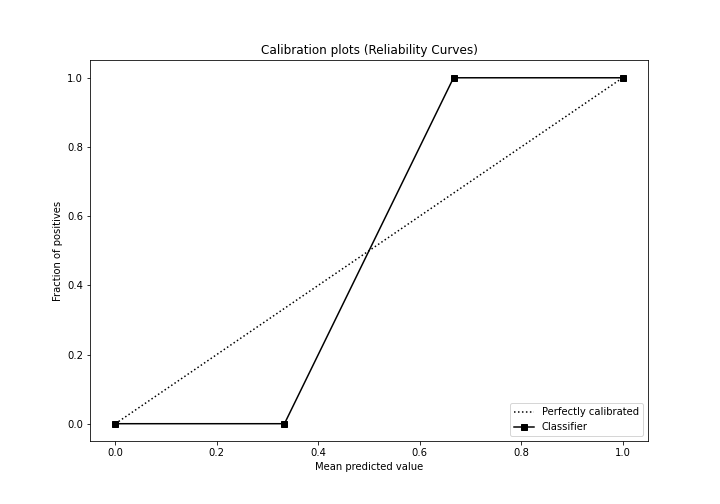 Calibration plots (Reliability Curves)
1.0
0.8
0.6
0.4
0.2
0.0
Fraction of positives
0.0 0.2 0.4 0.6 0.8 1.0
Mean predicted value
Perfectly calibrated
Classifier